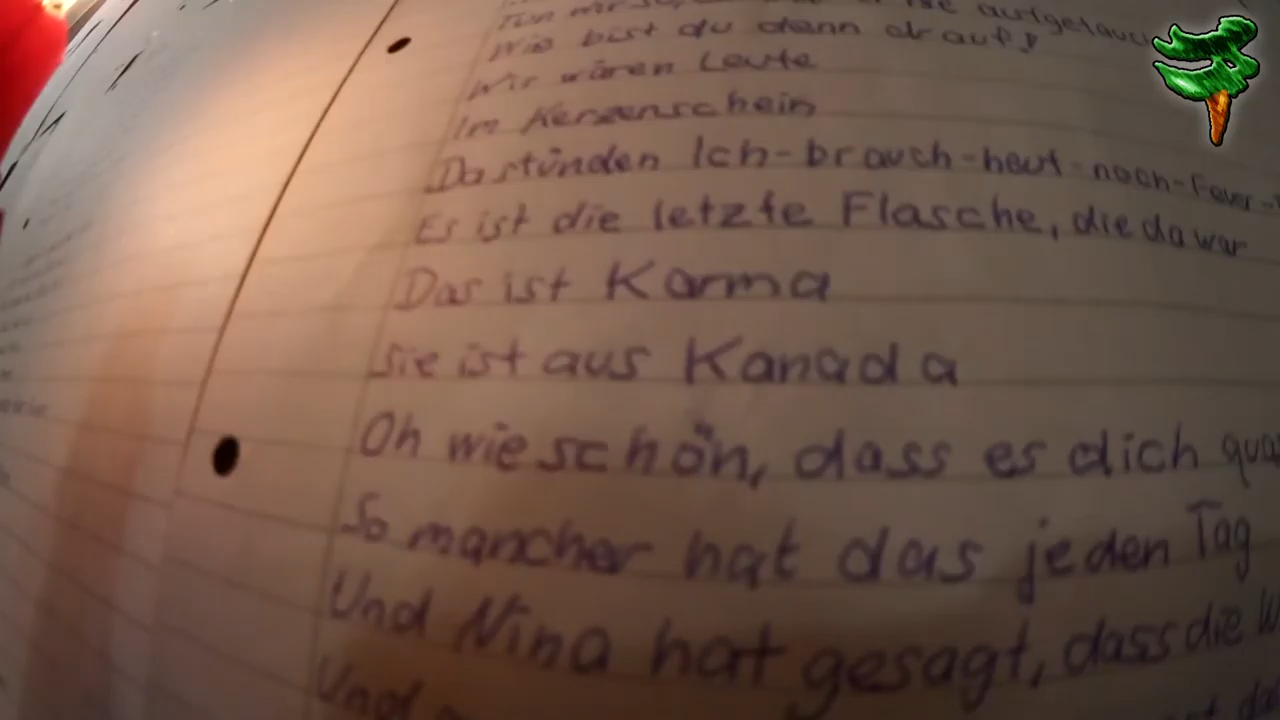 Wie bist du denn drauf?
Wir wären Leute
Im Kerzenschein
Da stünden Ich-brauch-heut-noch-Feuer-
Es ist die letzte Flasche, die da war
Das ist Karma
Sie ist aus Kanada
Oh wie schön, dass es dich
So mancher hat das jeden Tag
Und Nina hat gesagt, dass die
Und